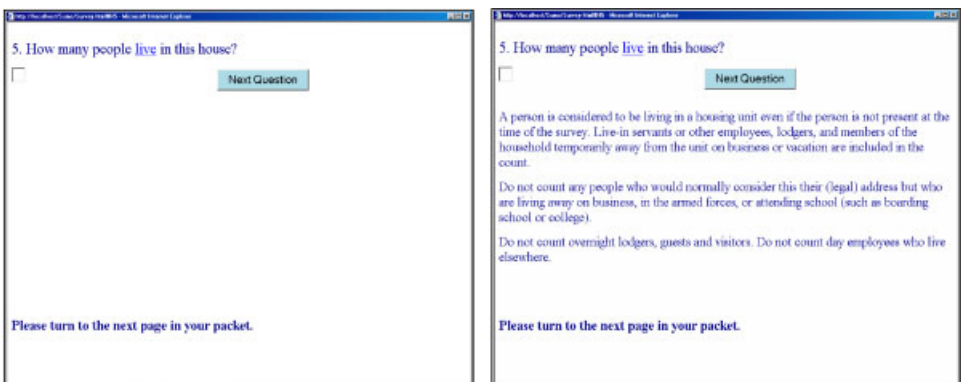 5. How many people live in this house?
Next Question
Please turn to the next page in your packet.
5. How many people live in this house?
Next Question
A person is considered to be living in a housing unit even if the person is not present at the
time of the survey. Live-in servants or other employees, lodgers, and members of the
household temporarily away from the unit on business or vacation are included in the
count.
Do not count any people who would normally consider this their (legal) address but who
are living away on business, in the armed forces, or attending school (such as boarding
school or college).
Do not count overnight lodgers, guests and visitors. Do not count day employees who live
elsewhere.
Please turn to the next page in your packet.